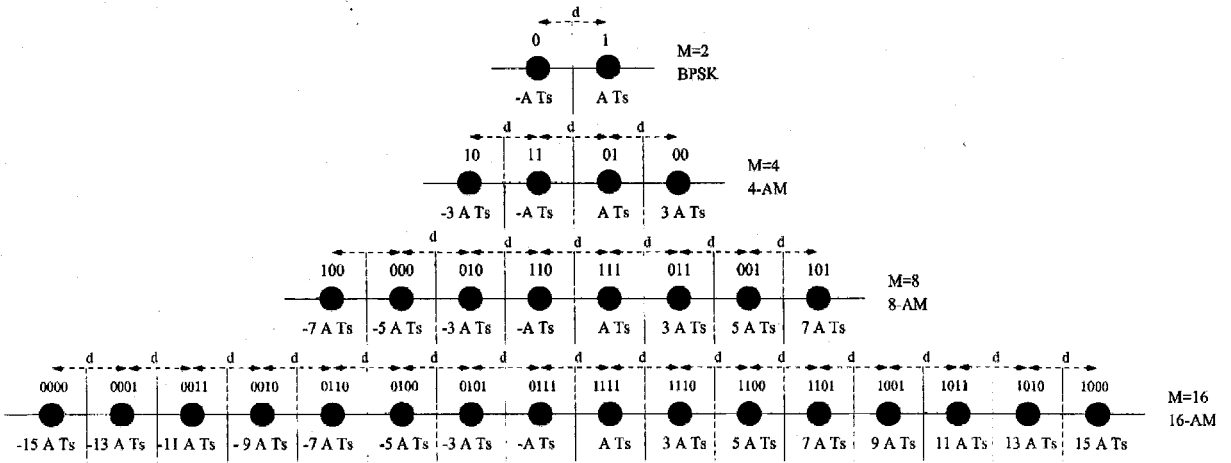 d
0 1
M=2
BPSK
-A Ts A Ts
d d d
10 11 01 00
M=4
4-AM
-3 A Ts -A Ts A Ts 3 A Ts
d d d d d d
100 000 010 110 111 011 001 101
M=8
8-AM
-7 A Ts -5 A Ts -3 A Ts -A Ts A Ts 3 A Ts 5 A Ts 7 A Ts
d d d d d d d d d d d d d d d
0000 0001 0011 0010 0110 0100 0101 0111 1111 1110 1100 1101 1001 1011 1010 1000
M=16
16-AM
-15 A Ts -13 A Ts -11 A Ts -9 A Ts -7 A Ts -5 A Ts -3 A Ts -A Ts A Ts 3 A Ts 5 A Ts 7 A Ts 9 A Ts 11 A Ts 13 A Ts 15 A Ts